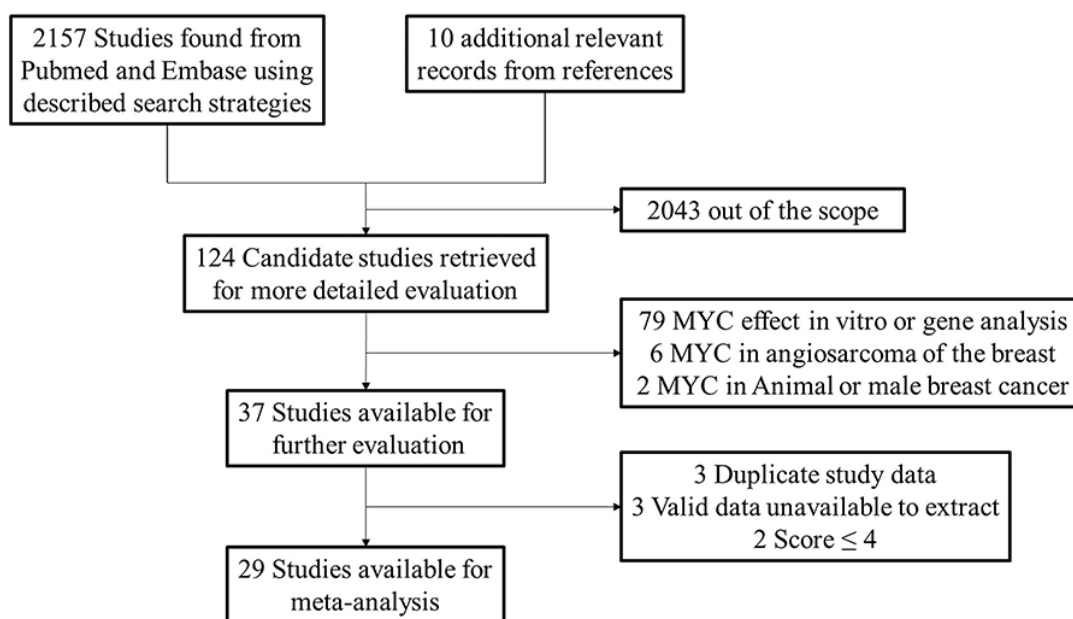 2157 Studies found from
Pubmed and Embase using
described search strategies
10 additional relevant
records from references
2043 out of the scope
124 Candidate studies retrieved
for more detailed evaluation
79 MYC effect in vitro or gene analysis
6 MYC in angiosarcoma of the breast
2 MYC in Animal or male breast cancer
37 Studies available for
further evaluation
3 Duplicate study data
3 Valid data unavailable to extract
2 Score ≤ 4
29 Studies available for
meta-analysis